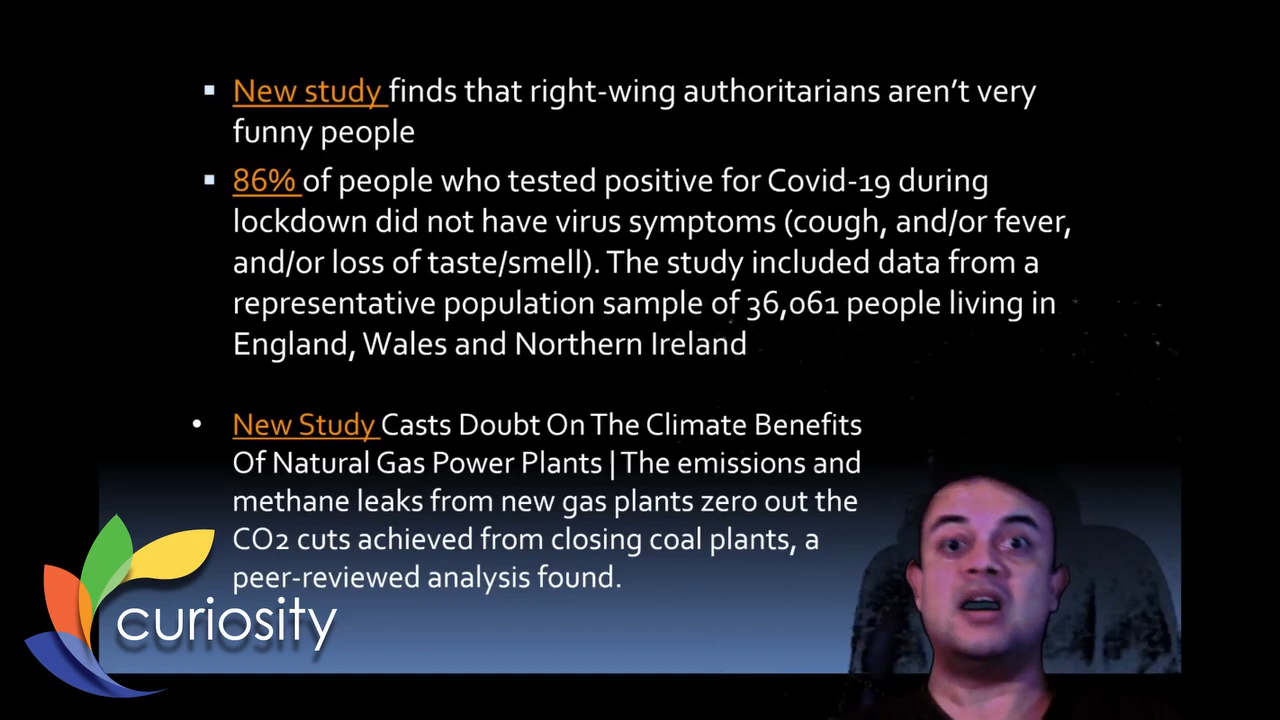 New study finds that right-wing authoritarians aren't very
funny people
86% of people who tested positive for Covid-19 during
lockdown did not have virus symptoms (cough, and/or fever,
and/or loss of taste/smell). The study included data from a
representative population sample of 36,061 people living in
England, Wales and Northern Ireland
New Study Casts Doubt On The Climate Benefits
Of Natural Gas Power Plants | The emissions and
methane leaks from new gas plants zero out the
CO2 cuts achieved from closing coal plants, a
peer-reviewed analysis found.
curiosity